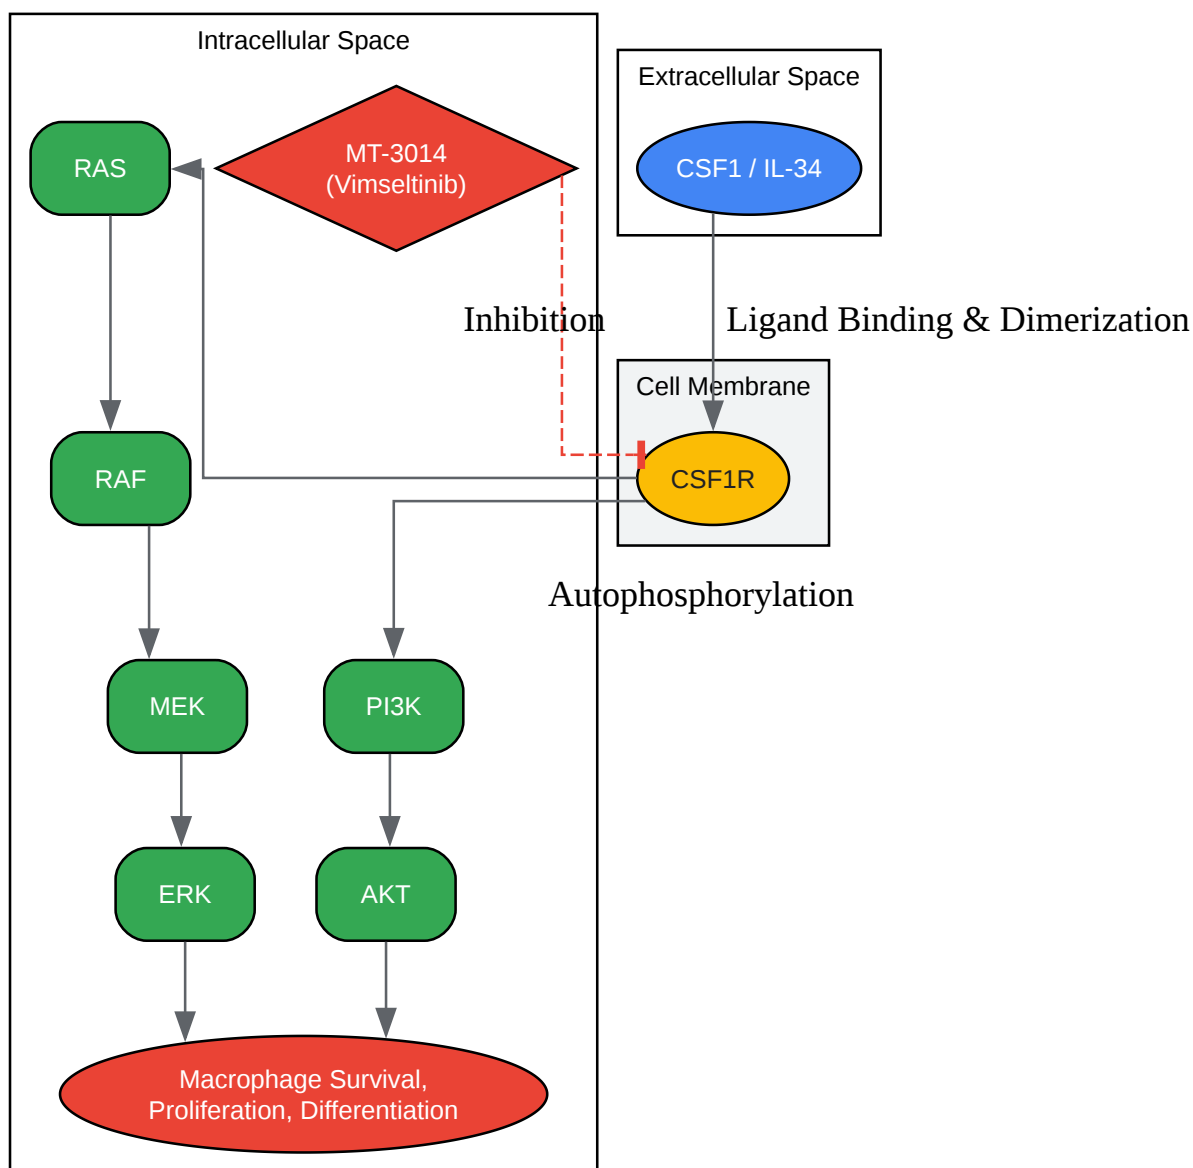 Intracellular Space
Extracellular Space
RAS
MT-3014
(Vimseltinib)
CSF1 / IL-34
Inhibition
Ligand Binding & Dimerization
Cell Membrane
RAF
CSF1R
Autophosphorylation
MEK
PI3K
ERK
AKT
Macrophage Survival,
Proliferation, Differentiation